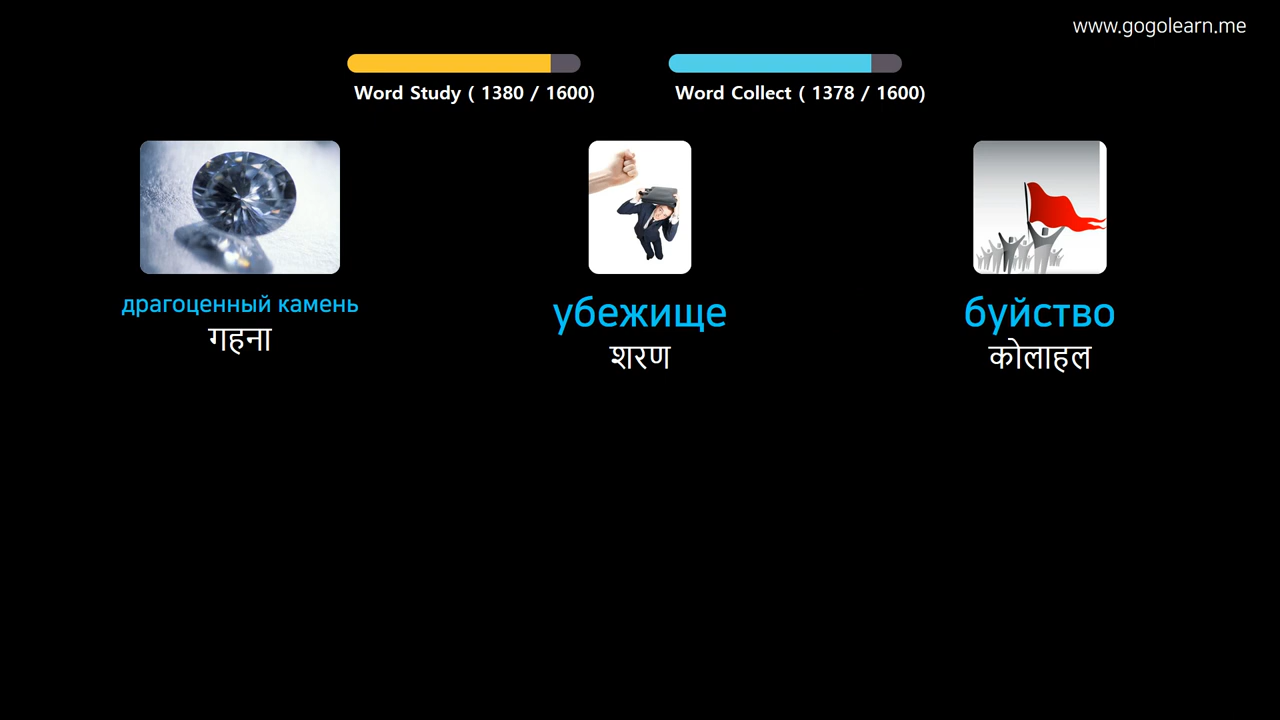 www.gogolearn.me
Word Study ( 1380 / 1600)
Word Collect ( 1378 / 1600)
драгоценный камень
गहना
убежище
शरण
буйство
कोलाहल